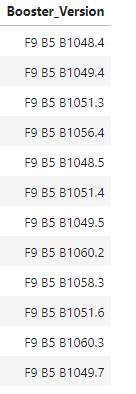 Booster_Version
F9 B5 B1048.4
F9 B5 B1049.4
F9 B5 B1051.3
F9 B5 B1056.4
F9 B5 B1048.5
F9 B5 B1051.4
F9 B5 B1049.5
F9 B5 B1060.2
F9 B5 B1058.3
F9 B5 B1051.6
F9 B5 B1060.3
F9 B5 B1049.7